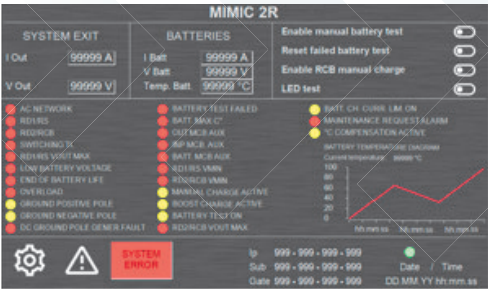 MIMIC 2R
SYSTEM EXIT
I Out 99999 A
V Out 99999 V
BATTERIES
I Batt 99999 A
V Batt 99999 V
Temp. Batt. 99999 °C
Enable manual battery test
Reset failed battery test
Enable RCB manual charge
LED test
AC NETWORK
RD1/RS
RD2/RCB
SWITCHING TX
RD1/RS VOUT MAX
LOW BATTERY VOLTAGE
END OF BATTERY LIFE
OVERLOAD
GROUND POSITIVE POLE
GROUND NEGATIVE POLE
DC GROUND POLE GENER.FAULT
BATTERY TEST FAILED
BATT. MAX C°
OUT MCB AUX
INP MCB. AUX
BATT. MCB AUX
RD1/RS VMIN
RD2/RCB VMIN
MANUAL CHARGE ACTIVE
BOOST CHARGE ACTIVE
BATTERY TEST ON
RD2/RCB VOUT MAX
BATT. CH. CURR. LIM. ON
MAINTENANCE REQUEST ALARM
°C COMPENSATION ACTIVE
BATTERY TEMPERATURE DIAGRAM
Current temperature 99999 °C
100
80
60
40
20
0
hh:mm:ss hh:mm:ss hh:mm:ss
SYSTEM
ERROR
Ip 999 - 999 - 999 - 999
Sub 999 - 999 - 999 - 999
Gate 999 - 999 - 999 - 999
Date / Time
DD.MM.YY hh:mm:ss